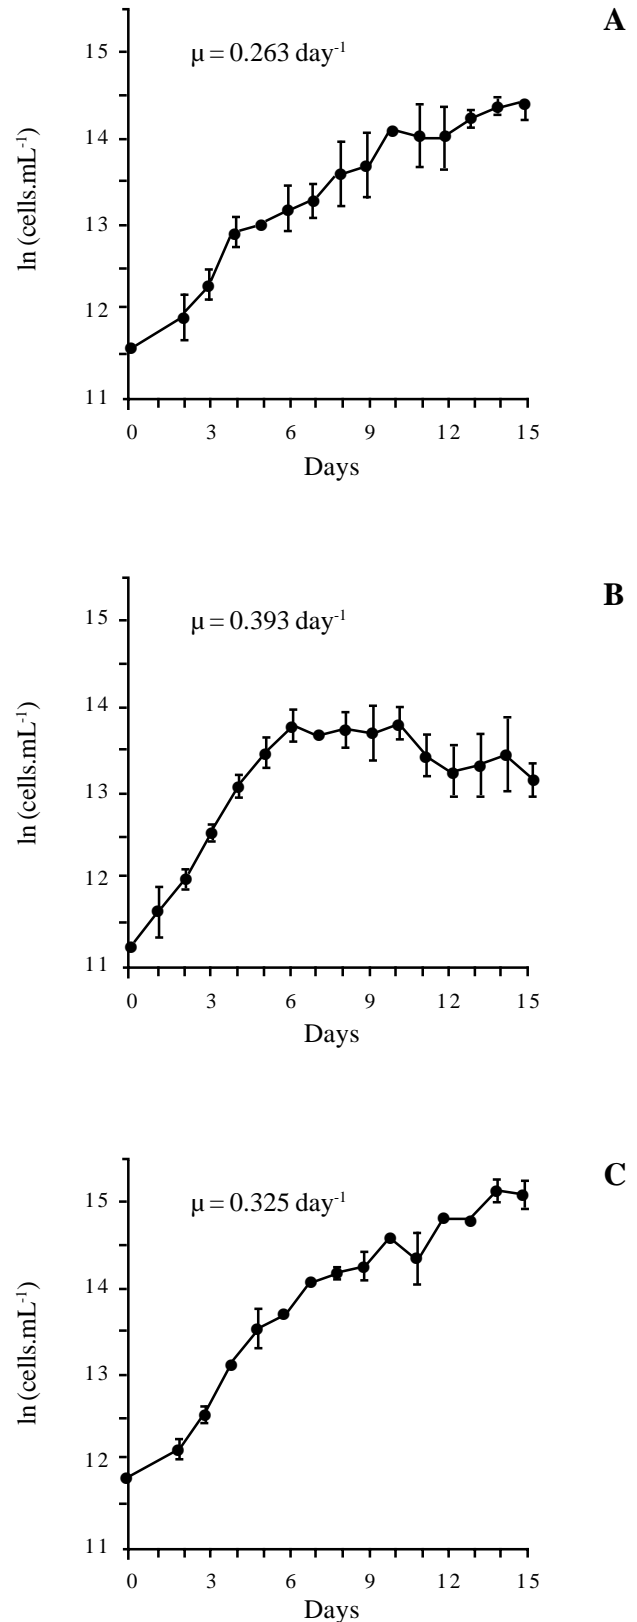 A
μ = 0.263 day-1
15
14
13
12
11
ln (cells.mL-1)
0 3 6 9 12 15
Days
B
μ = 0.393 day-1
15
14
13
12
11
ln (cells.mL-1)
0 3 6 9 12 15
Days
C
μ = 0.325 day-1
15
14
13
12
11
ln (cells.mL-1)
0 3 6 9 12 15
Days